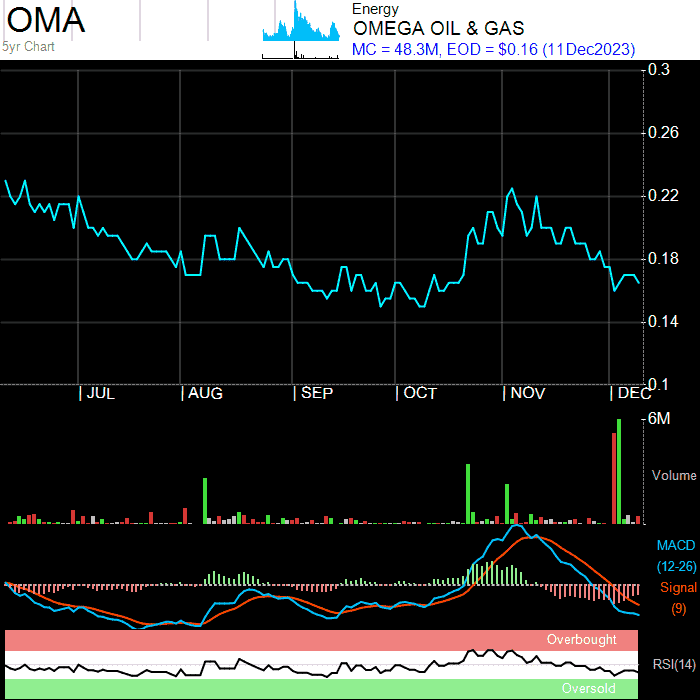 OMA
5yr Chart
Energy
OMEGA OIL & GAS
MC = 48.3M, EOD = $0.16 (11Dec2023)
0.3
0.26
0.22
0.18
0.14
0.1
JUL
AUG
SEP
OCT
NOV
DEC
6M
Volume
MACD
(12-26)
Signal
(9)
Overbought
RSI(14)
Oversold